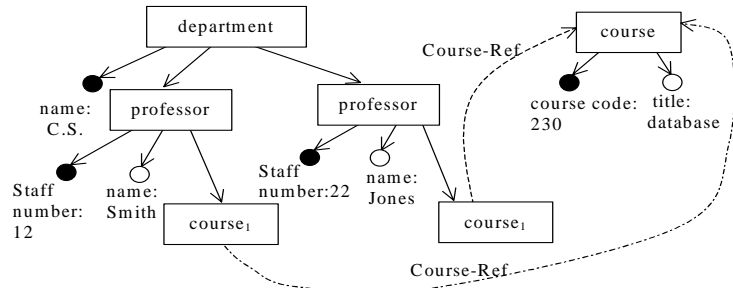 department
course
Course-Ref
name:
C.S.
professor
professor
course code:
230
title:
database
Staff
number:
12
name:
Smith
Staff
number:22
name:
Jones
course₁
course₁
Course-Ref